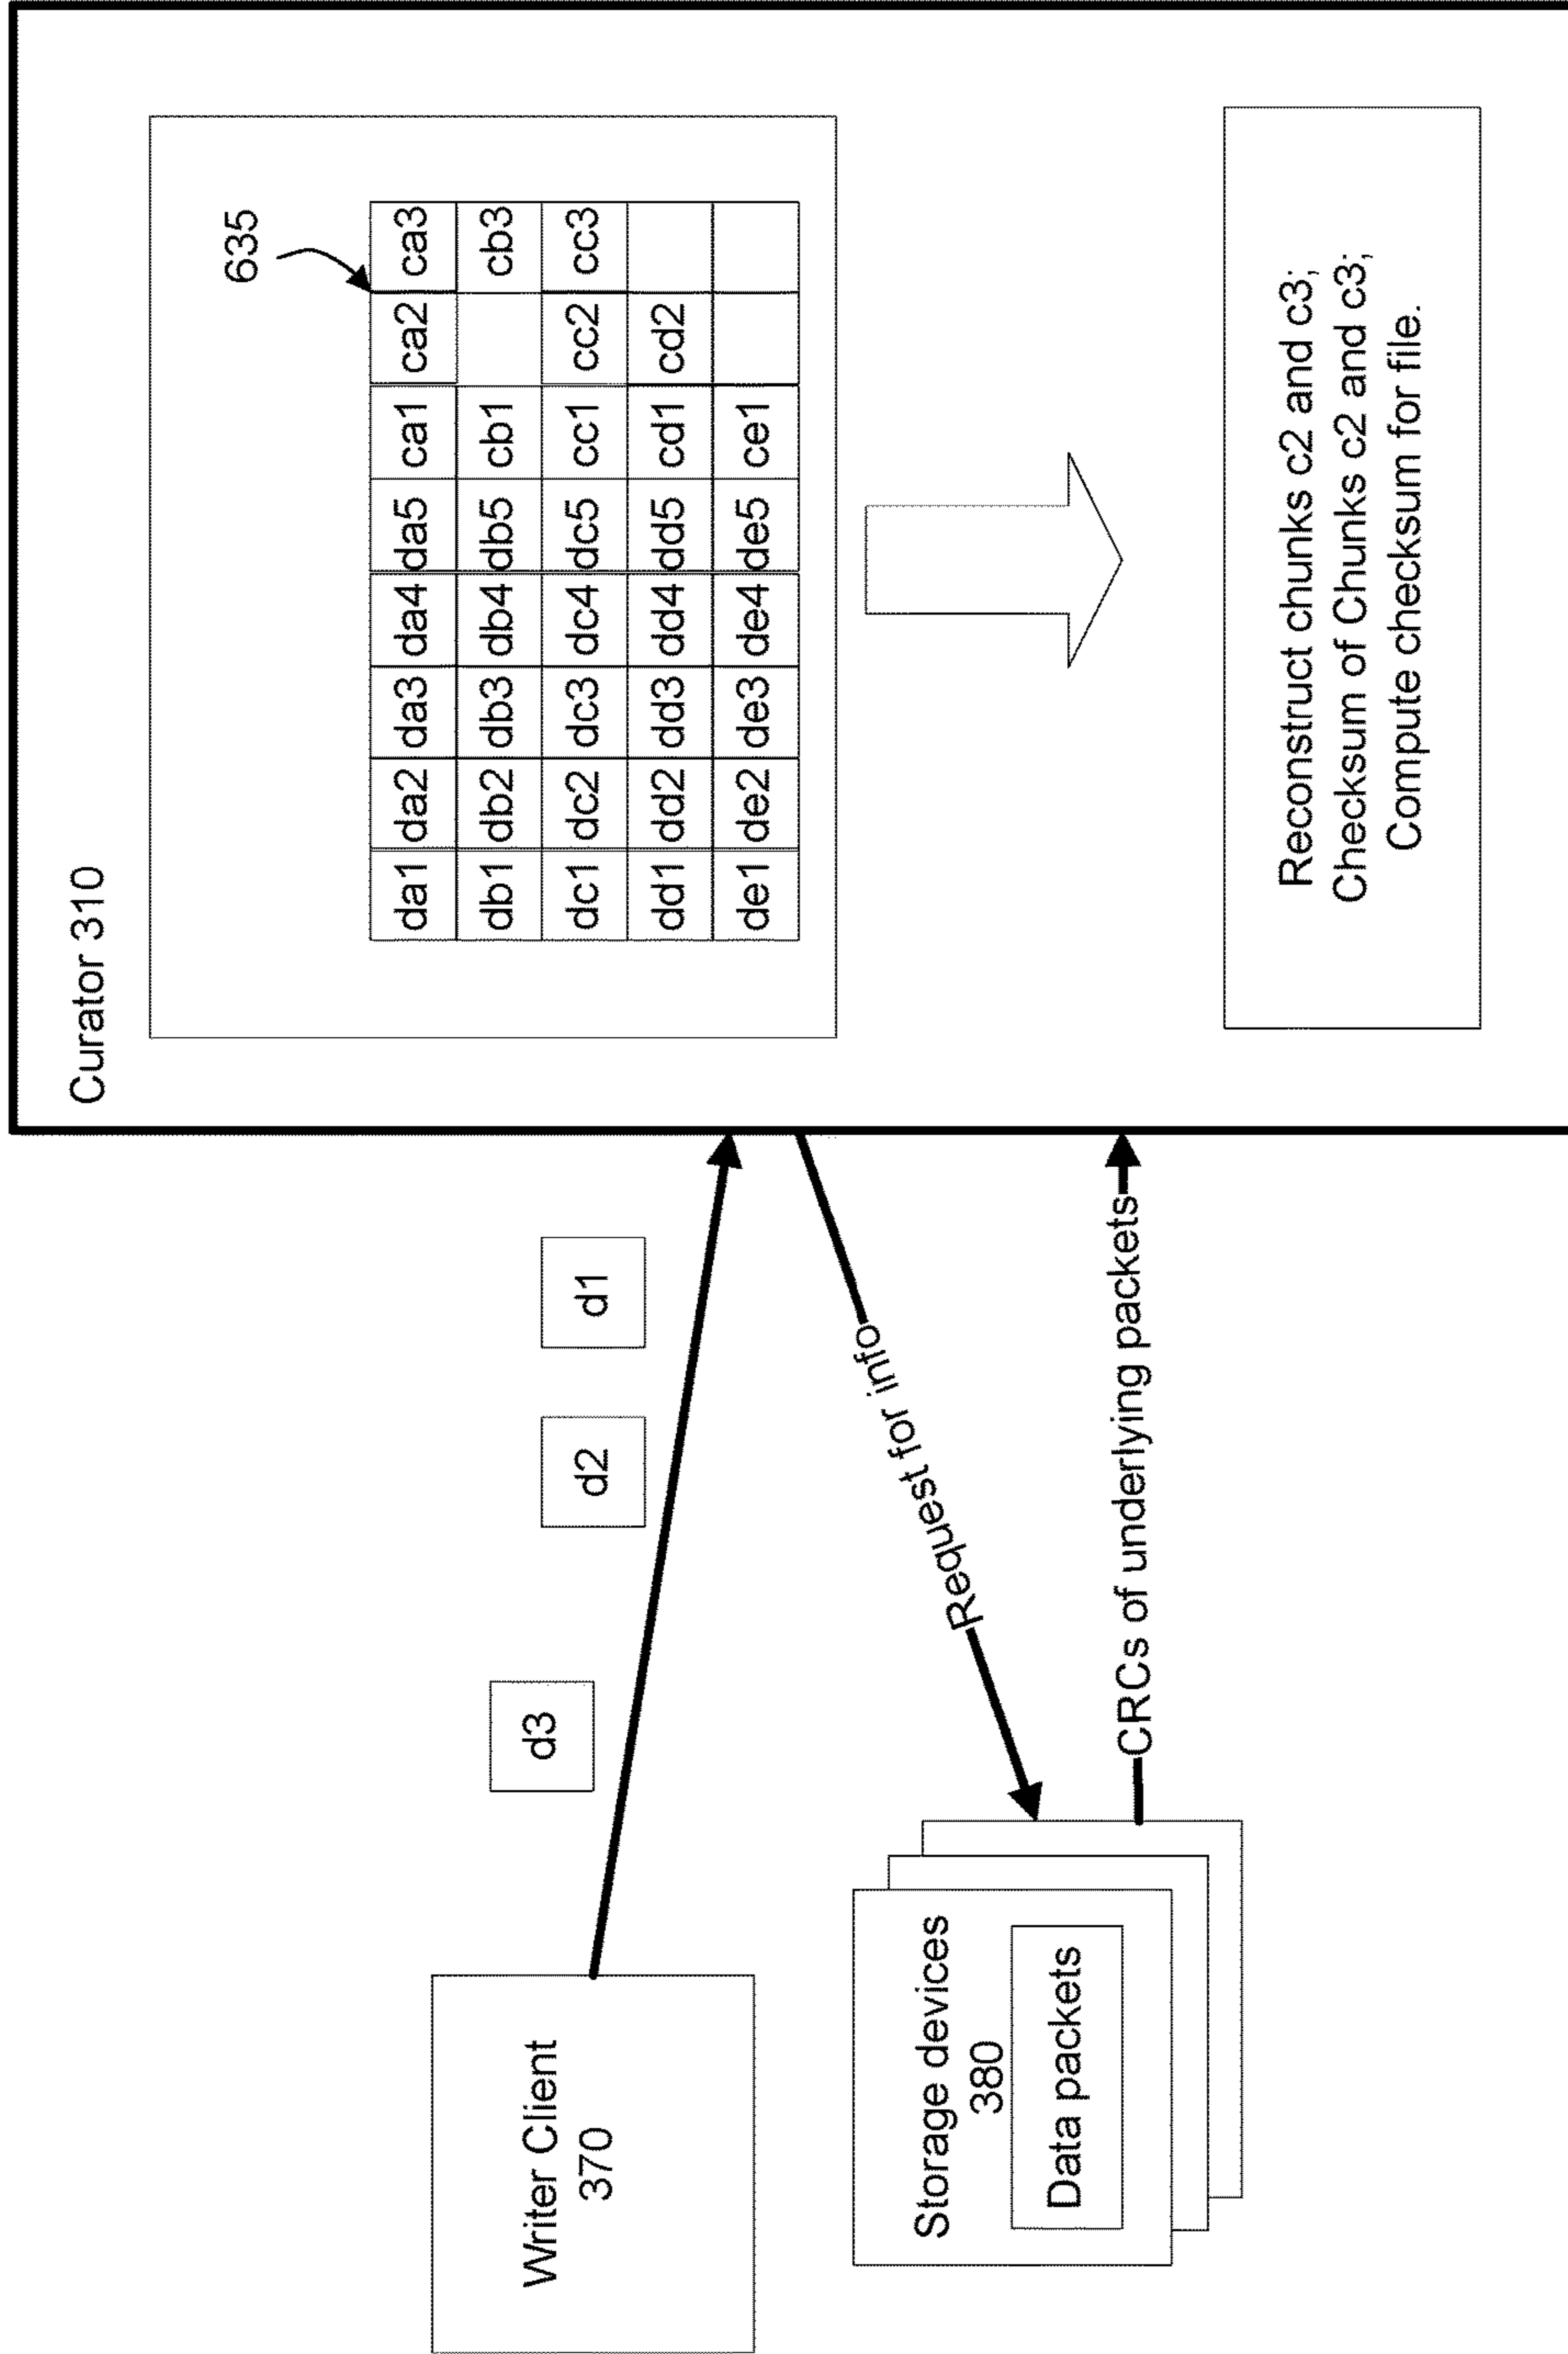 Curator 310
635
da1 da2 da3 da4 da5 ca1 ca2 ca3
db1 db2 db3 db4 db5 cb1 cb3
dc1 dc2 dc3 dc4 dc5 cc1 cc2 cc3
dd1 dd2 dd3 dd4 dd5 cd1 cd2
de1 de2 de3 de4 de5 ce1
Reconstruct chunks c2 and c3;
Checksum of Chunks c2 and c3;
Compute checksum for file.
d3
d2
d1
Writer Client
370
Request for info
CRCs of underlying packets
Storage devices
380
Data packets